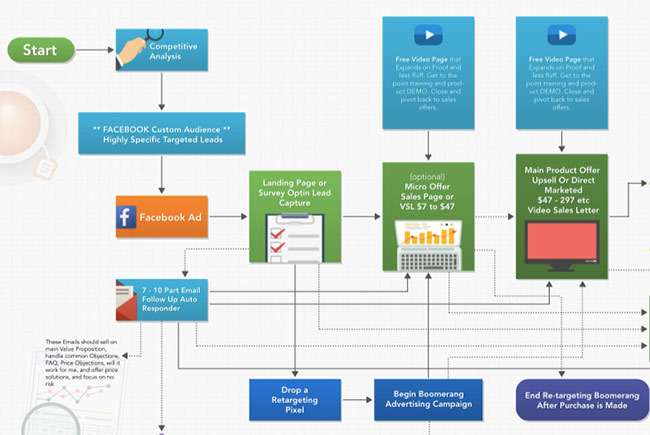 Start
Competitive
Analysis
** FACEBOOK Custom Audience **
Highly Specific Targeted Leads
Facebook Ad
Landing Page or
Survey Optin Lead
Capture
Free Video Page that
Expands on Proof and
less fluff. Get to the
point training and prod-
uct DEMO. Close and
pivot back to sales
offers.
(optional)
Micro Offer
Sales Page or
VSL $7 to $47
Free Video Page that
Expands on Proof and
less fluff. Get to the
point training and prod-
uct DEMO. Close and
pivot back to sales
offers.
Main Product Offer
Upsell Or Direct
Marketed
$47 - 297 etc
Video Sales Letter
7 - 10 Part Email
Follow Up Auto
Responder
These Emails should sell on
main Value Proposition,
handle common Objections,
FAQ, Price Objections, will it
work for me, and offer price
solutions, and focus on no
risk
Drop a
Retargeting
Pixel
Begin Boomerang
Advertising Campaign
End Re-targeting Boomerang
After Purchase is Made